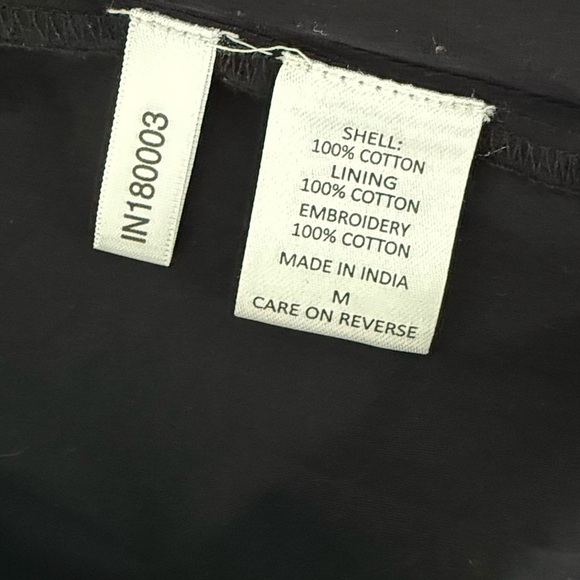 IN180003
SHELL:
100% COTTON
LINING
100% COTTON
EMBROIDERY
100% COTTON
MADE IN INDIA
M
CARE ON REVERSE